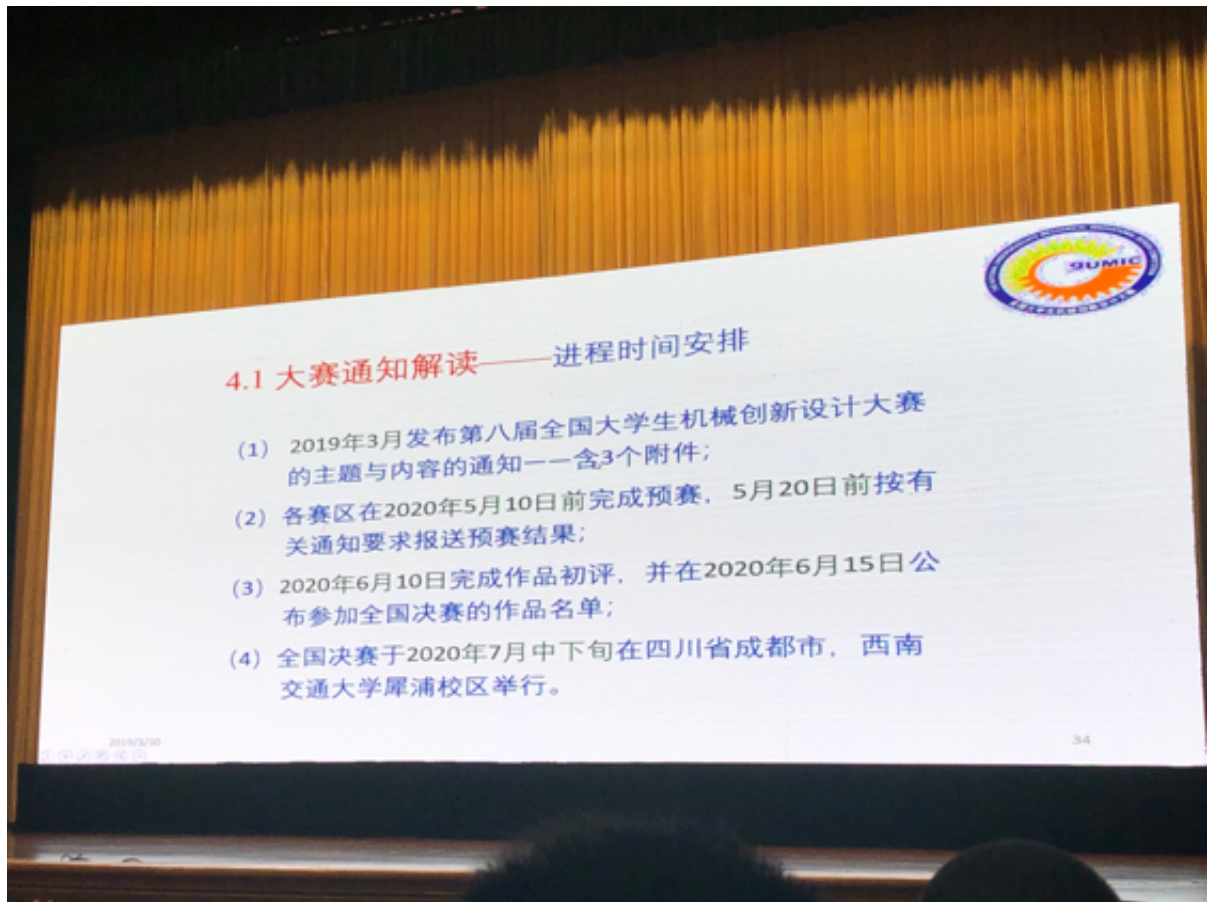 9UMIC
4.1 大赛通知解读——进程时间安排
（1） 2019年3月发布第八届全国大学生机械创新设计大赛
的主题与内容的通知——含3个附件；
（2）各赛区在2020年5月10日前完成预�，5月20日前按有
关通知要求报送预赛结果；
（3）2020年6月10日完成作品初评，并在2020年6月15日公
布参加全国决赛的作品名单；
（4）全国决赛于2020年7月中下旬在四川省成都市，西南
交通大学犀浦校区举行。
2019/3/30
34